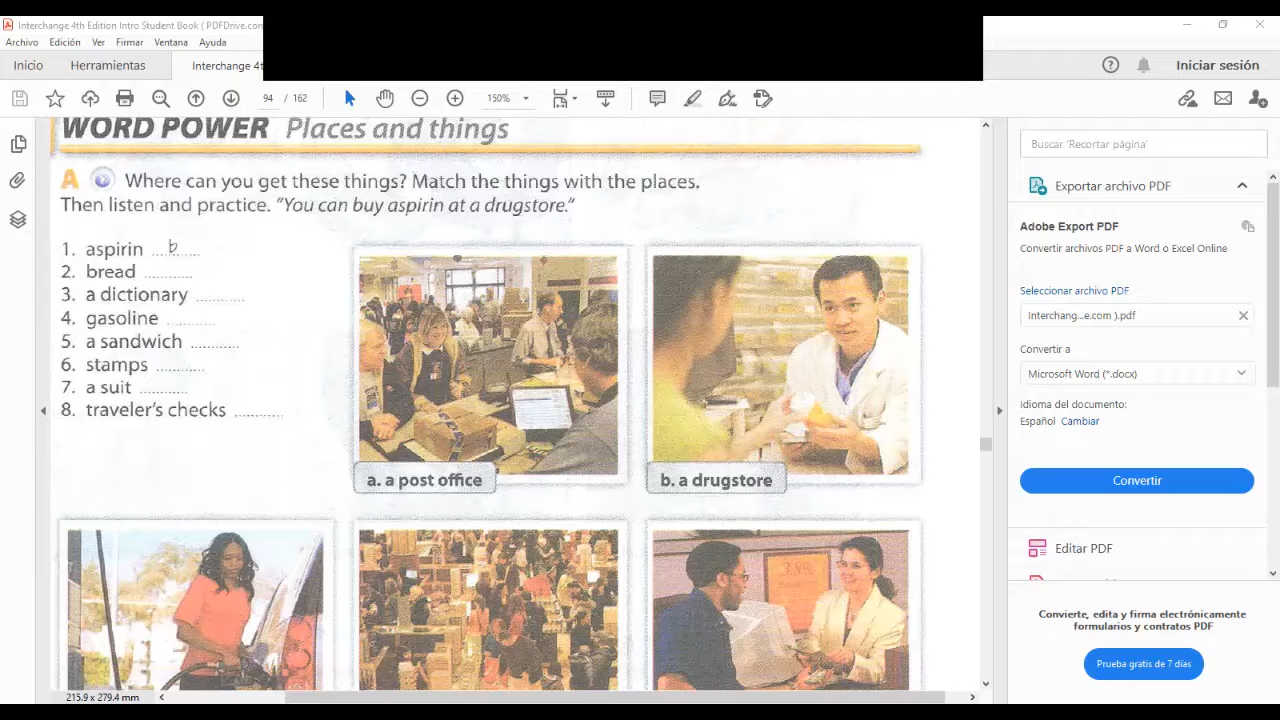 Interchange 4th Edition Intro Student Book ( PDFDrive.com
Archivo Edición Ver Firmar Ventana Ayuda
Inicio Herramientas Interchange 4t
Iniciar sesión
94 / 162 150%
WORD POWER Places and things
A Where can you get these things? Match the things with the places.
Then listen and practice. "You can buy aspirin at a drugstore."
1. aspirin b
2. bread
3. a dictionary
4. gasoline
5. a sandwich
6. stamps
7. a suit
8. traveler's checks
a. a post office
b. a drugstore
215.9 x 279.4 mm
Buscar 'Recortar página'
Exportar archivo PDF
Adobe Export PDF
Convertir archivos PDF a Word o Excel Online
Seleccionar archivo PDF
Interchang...e.com ).pdf
Convertir a
Microsoft Word (*.docx)
Idioma del documento:
Español Cambiar
Convertir
Editar PDF
Convierte, edita y firma electrónicamente
formularios y contratos PDF
Prueba gratis de 7 días